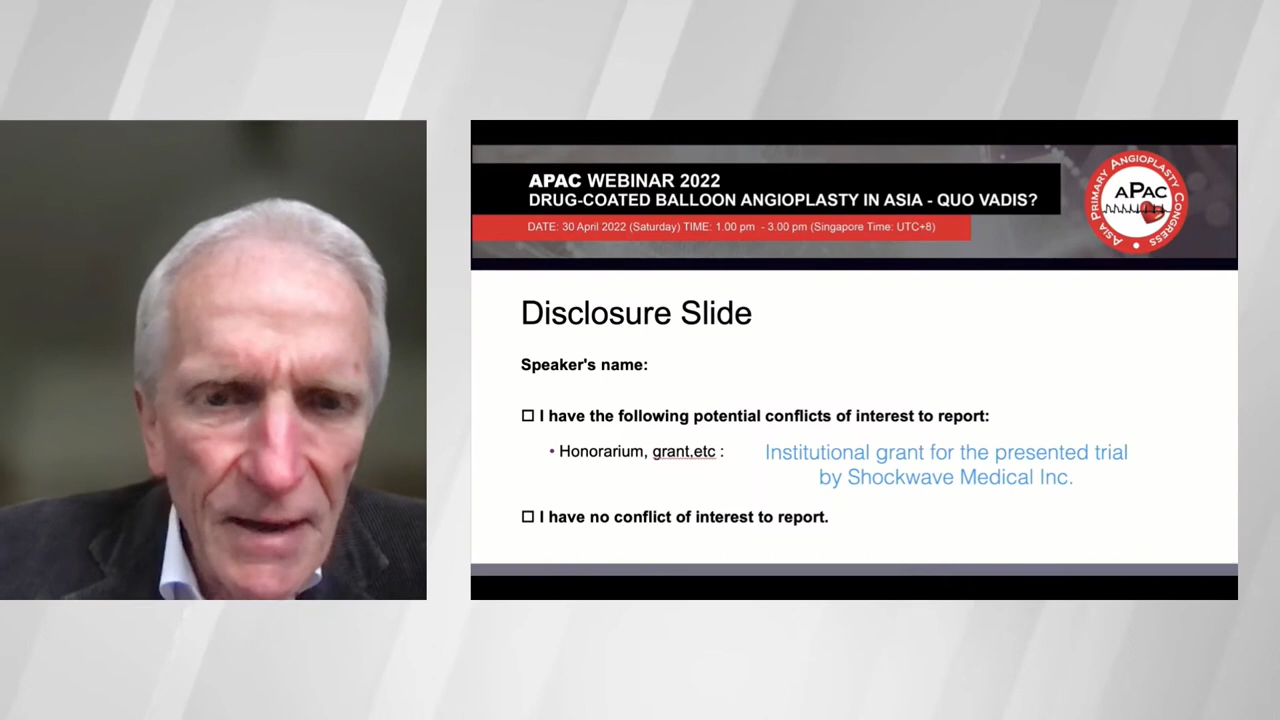 APAC WEBINAR 2022
DRUG-COATED BALLOON ANGIOPLASTY IN ASIA - QUO VADIS?
DATE: 30 April 2022 (Saturday) TIME: 1.00 pm - 3.00 pm (Singapore Time: UTC+8)
ASIA PRIMARY ANGIOPLASTY CONGRESS
aPAC
Disclosure Slide
Speaker's name:
☐ I have the following potential conflicts of interest to report:
• Honorarium, grant.etc : Institutional grant for the presented trial
by Shockwave Medical Inc.
☐ I have no conflict of interest to report.